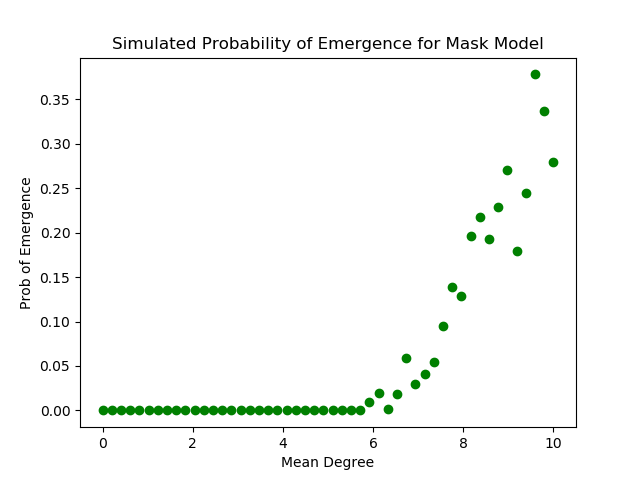 Simulated Probability of Emergence for Mask Model
0.35
0.30
0.25
0.20
0.15
0.10
0.05
0.00
Prob of Emergence
0 2 4 6 8 10
Mean Degree